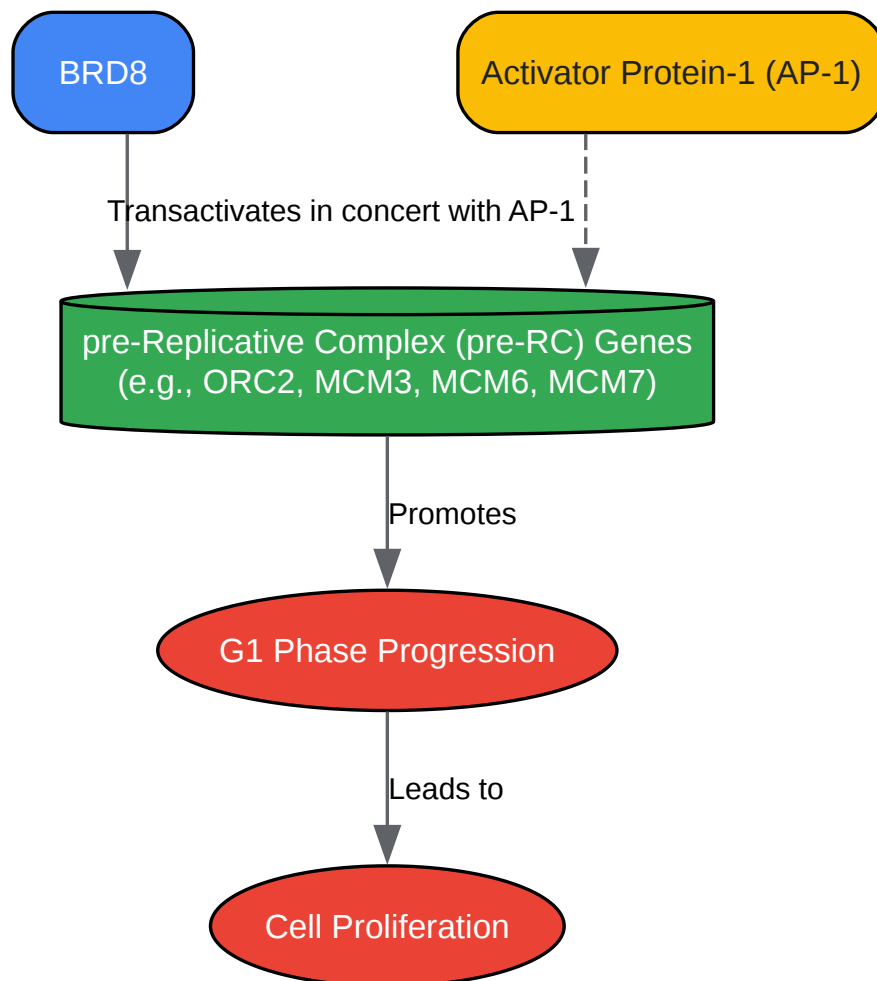 BRD8
Activator Protein-1 (AP-1)
Transactivates in concert with AP-1
pre-Replicative Complex (pre-RC) Genes
(e.g., ORC2, MCM3, MCM6, MCM7)
Promotes
G1 Phase Progression
Leads to
Cell Proliferation